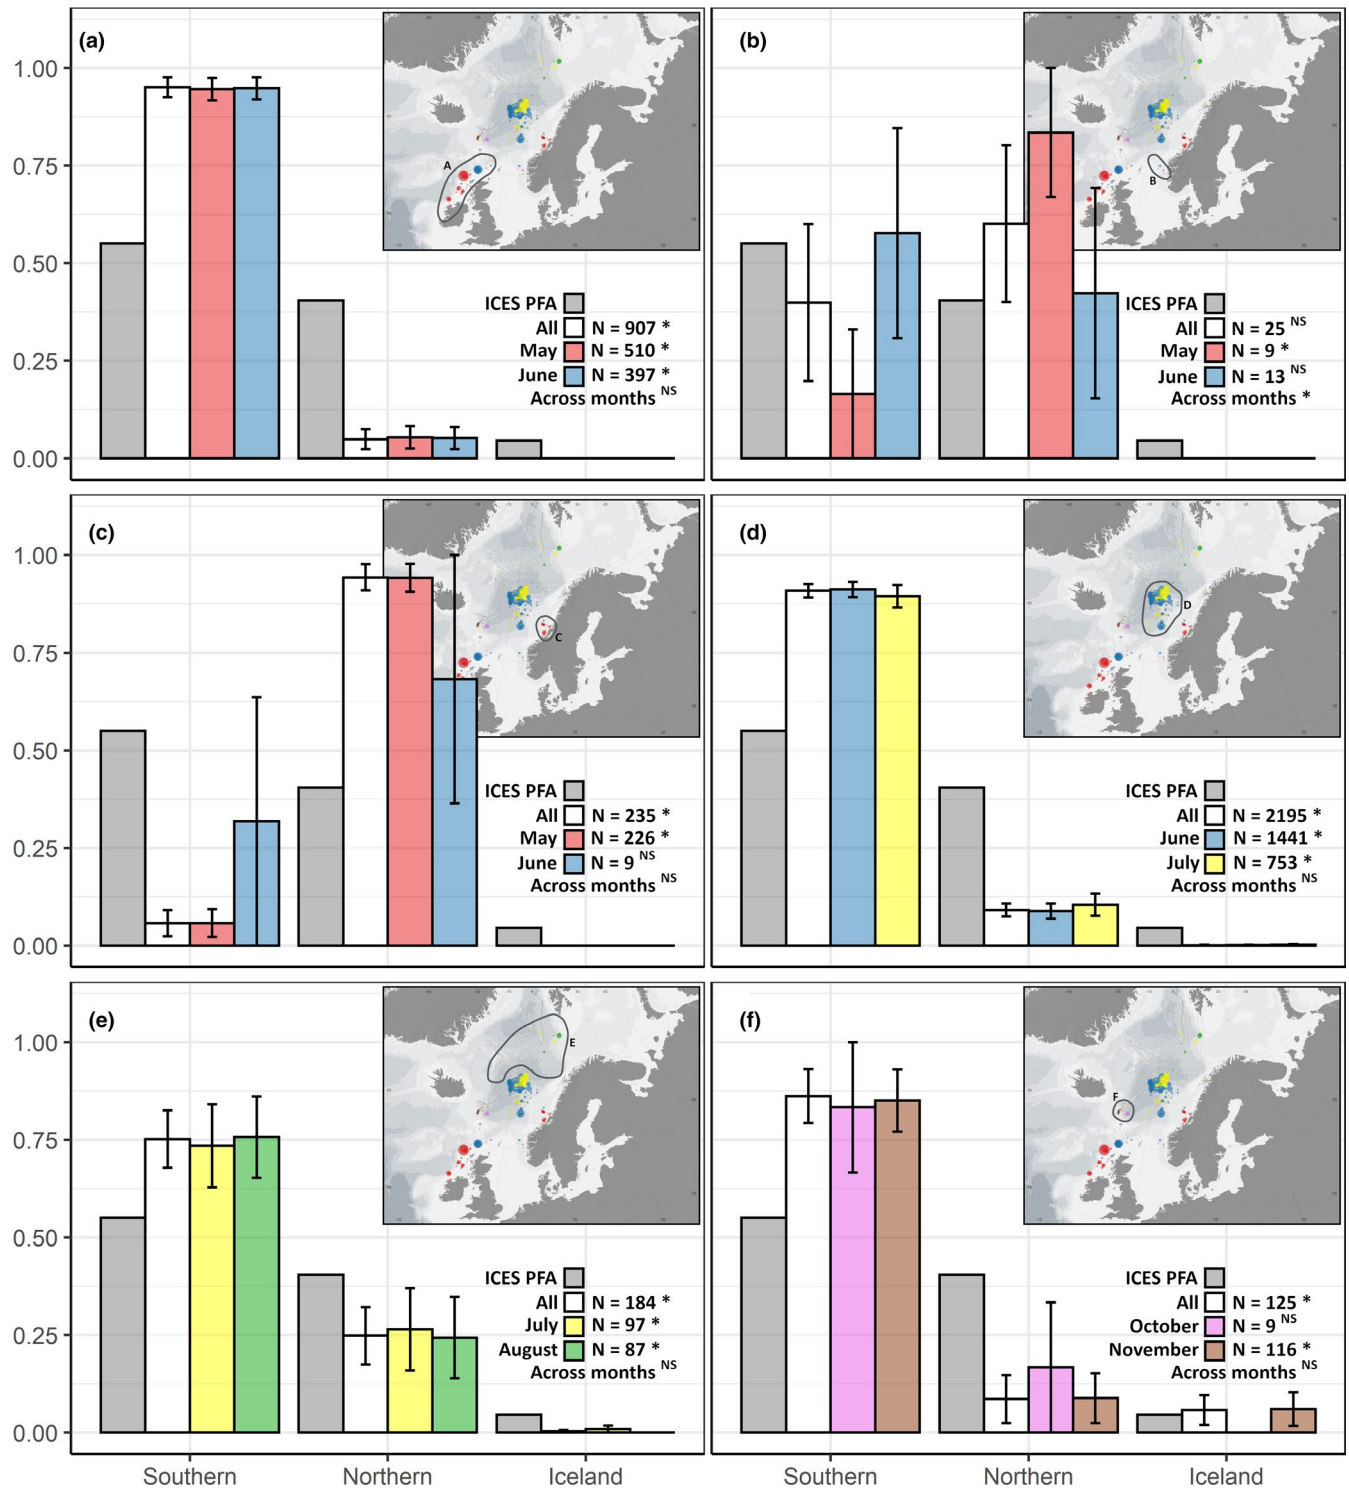 (a)
1.00
0.75
0.50
0.25
0.00
A
ICES PFA
All N = 907 *
May N = 510 *
June N = 397 *
Across months NS
(b)
B
ICES PFA
All N = 25 NS
May N = 9 *
June N = 13 NS
Across months *
(c)
1.00
0.75
0.50
0.25
0.00
C
ICES PFA
All N = 235 *
May N = 226 *
June N = 9 NS
Across months NS
(d)
D
ICES PFA
All N = 2195 *
June N = 1441 *
July N = 753 *
Across months NS
(e)
1.00
0.75
0.50
0.25
0.00
E
ICES PFA
All N = 184 *
July N = 97 *
August N = 87 *
Across months NS
Southern Northern Iceland
(f)
F
ICES PFA
All N = 125 *
October N = 9 NS
November N = 116 *
Across months NS
Southern Northern Iceland